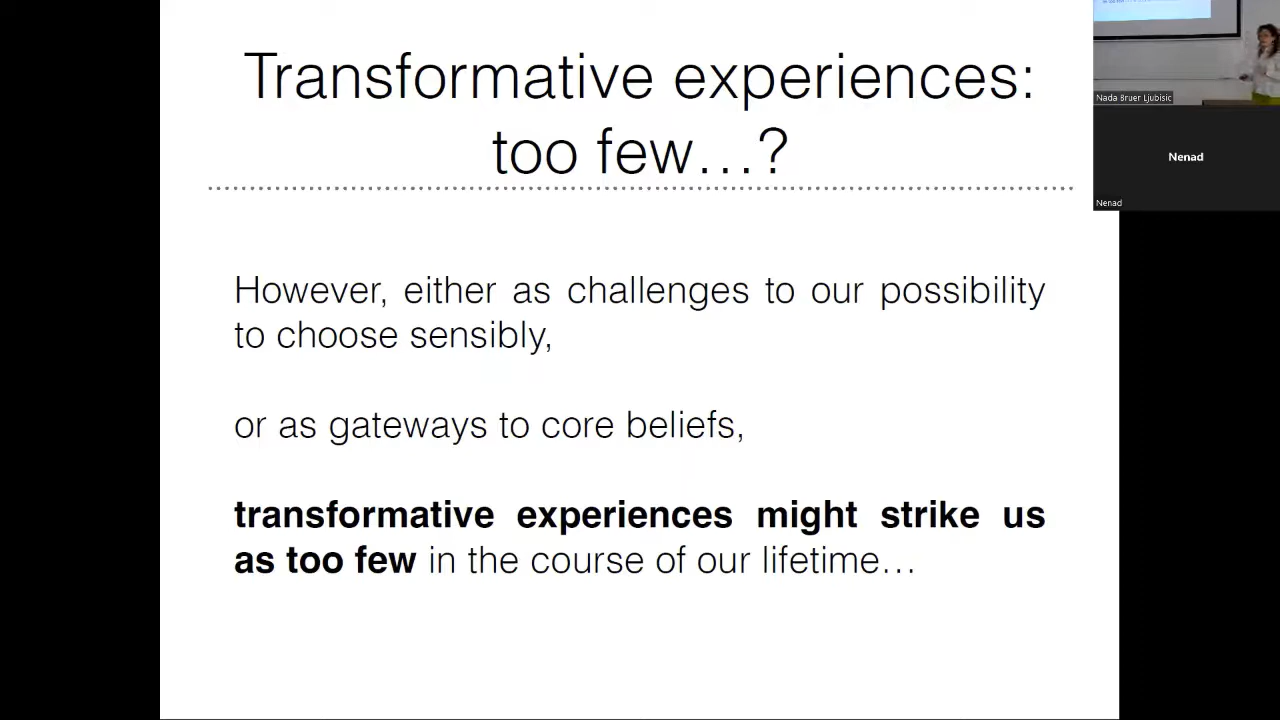 Transformative experiences:
too few…?
However, either as challenges to our possibility
to choose sensibly,
or as gateways to core beliefs,
transformative experiences might strike us
as too few in the course of our lifetime…
Nada Bruer Ljubisic
Nenad
Nenad